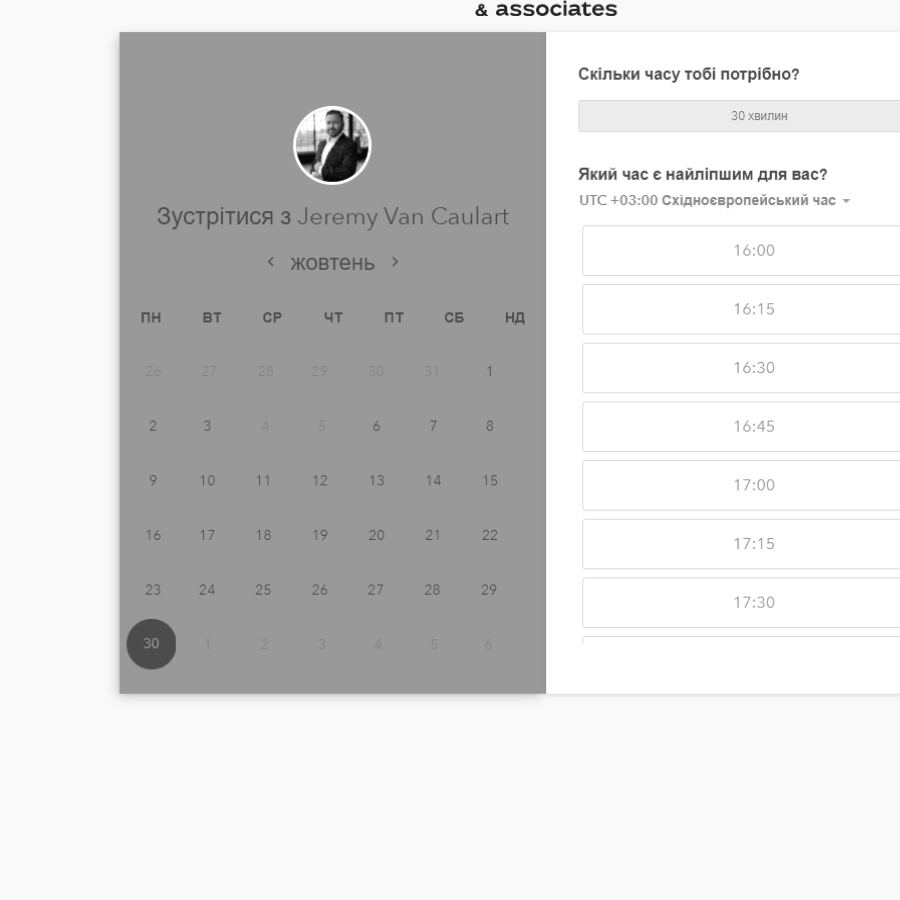 & associates
Зустрітися з Jeremy Van Caulart
жовтень
ПН ВТ СР ЧТ ПТ СБ НД
26 27 28 29 30 31 1
2 3 4 5 6 7 8
9 10 11 12 13 14 15
16 17 18 19 20 21 22
23 24 25 26 27 28 29
30 1 2 3 4 5 6
Скільки часу тобі потрібно?
30 хвилин
Який час є найліпшим для вас?
UTC +03:00 Східноєвропейський час
16:00
16:15
16:30
16:45
17:00
17:15
17:30